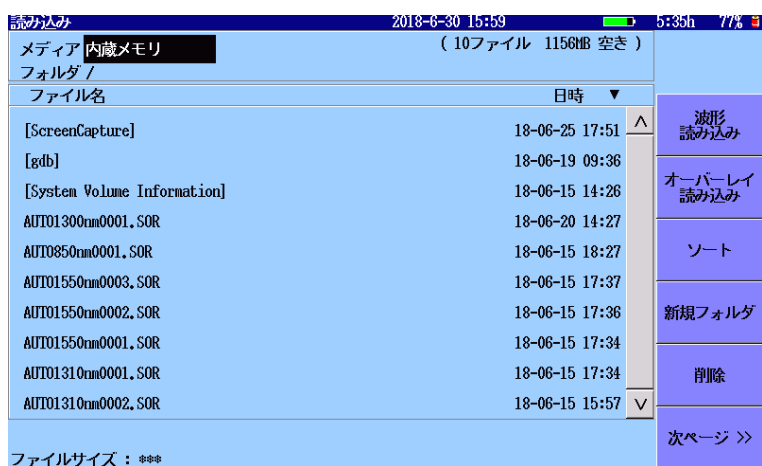 読み込み 2018-6-30 15:59 5:35h 77%
メディア 内蔵メモリ ( 10ファイル 1156MB 空き )
フォルダ /
ファイル名 日時 ▼
[ScreenCapture] 18-06-25 17:51
[gdb] 18-06-19 09:36
[System Volume Information] 18-06-15 14:26
AUTO1300nm0001.SOR 18-06-20 14:27
AUTO850nm0001.SOR 18-06-15 18:27
AUTO1550nm0003.SOR 18-06-15 17:37
AUTO1550nm0002.SOR 18-06-15 17:36
AUTO1550nm0001.SOR 18-06-15 17:34
AUTO1310nm0001.SOR 18-06-15 17:34
AUTO1310nm0002.SOR 18-06-15 15:57
ファイルサイズ : ***
波形
読み込み
オーバーレイ
読み込み
ソート
新規フォルダ
削除
次ページ >>